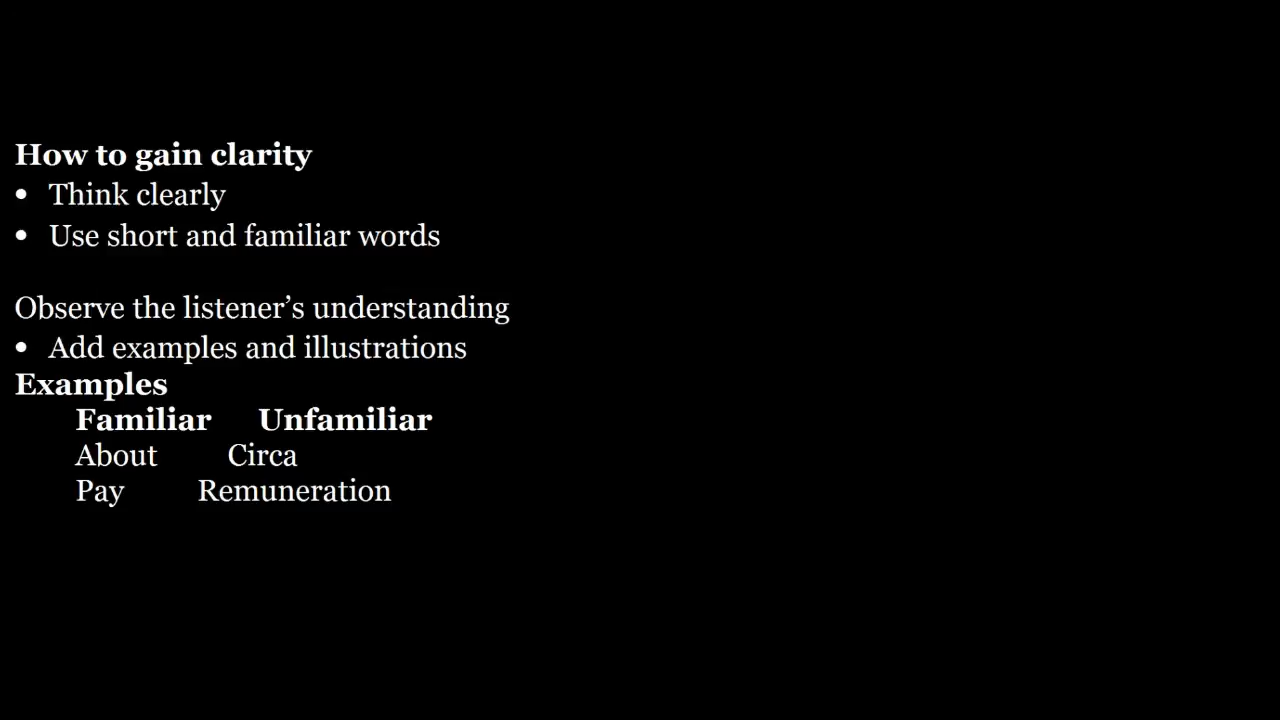 How to gain clarity
• Think clearly
• Use short and familiar words
Observe the listener’s understanding
• Add examples and illustrations
Examples
Familiar Unfamiliar
About Circa
Pay Remuneration